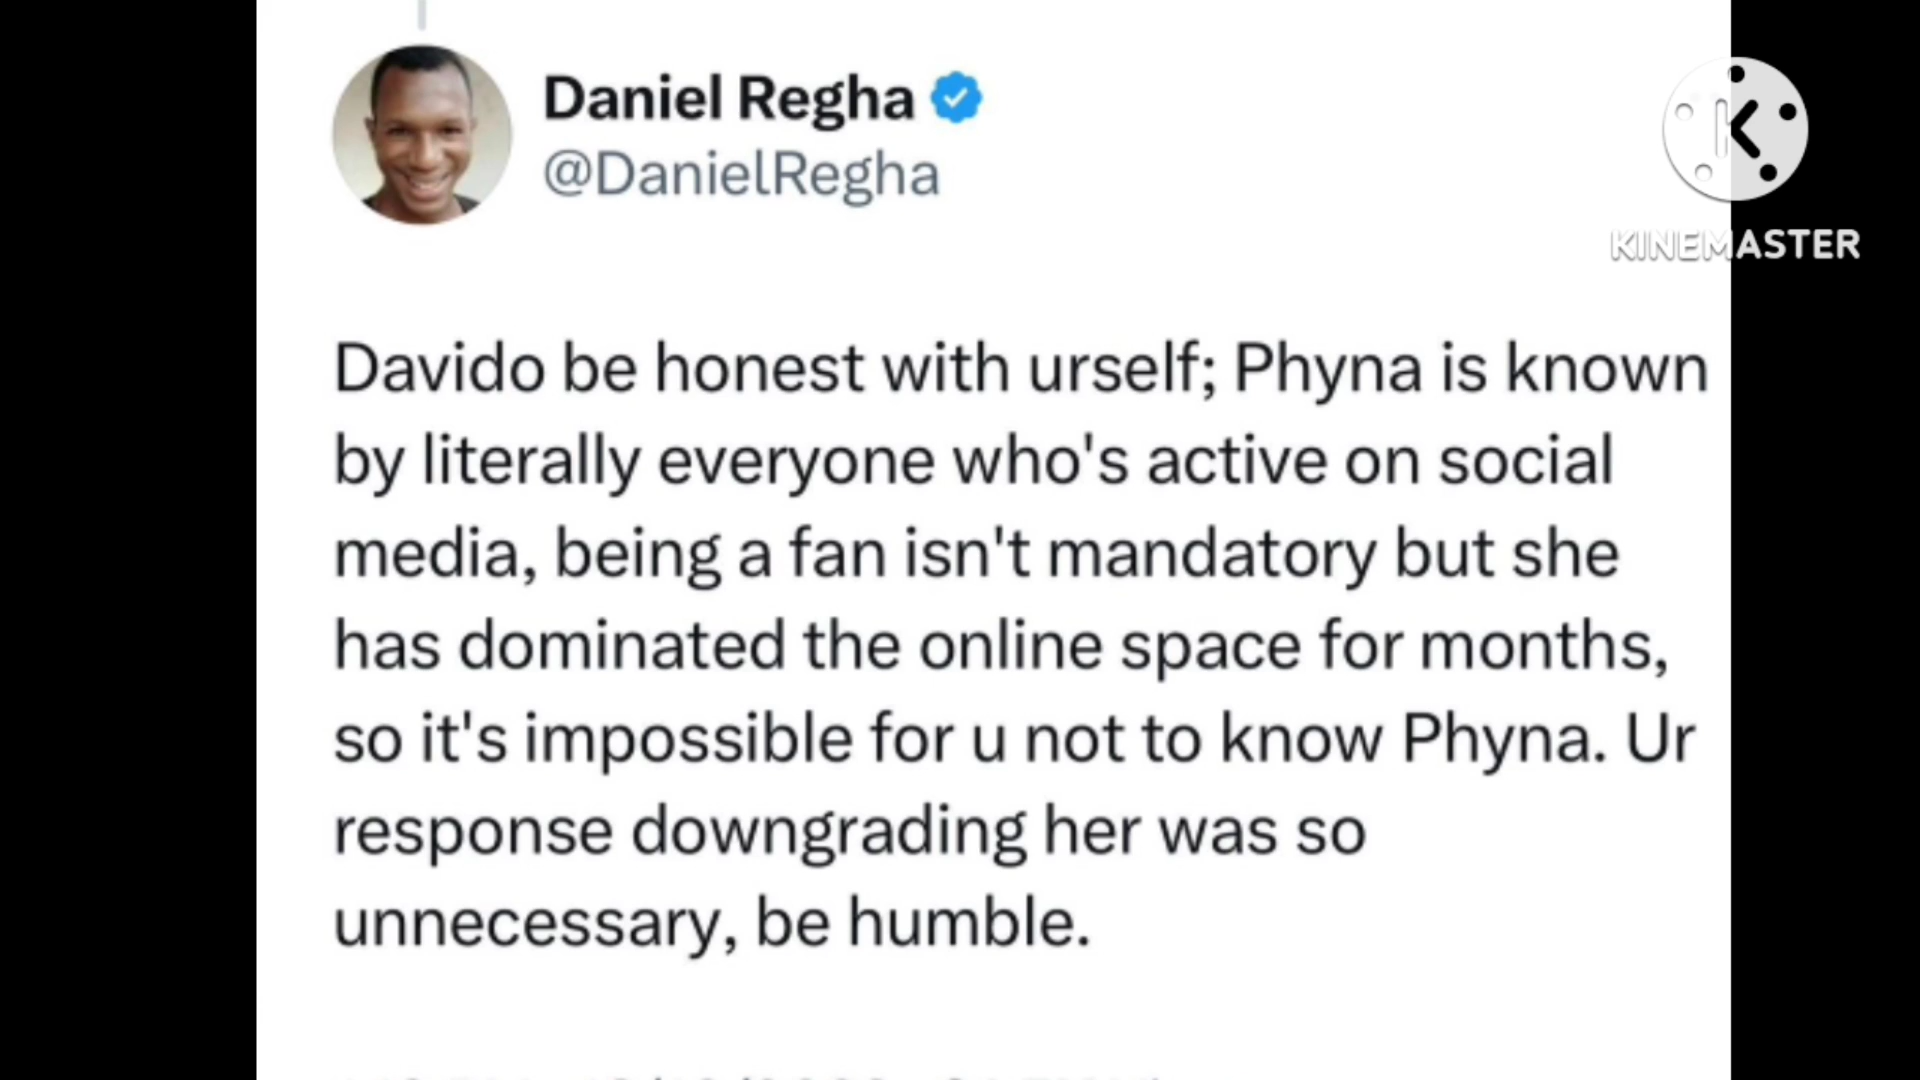 Daniel Regha
@DanielRegha
KINEMASTER
Davido be honest with urself; Phyna is known
by literally everyone who's active on social
media, being a fan isn't mandatory but she
has dominated the online space for months,
so it's impossible for u not to know Phyna. Ur
response downgrading her was so
unnecessary, be humble.